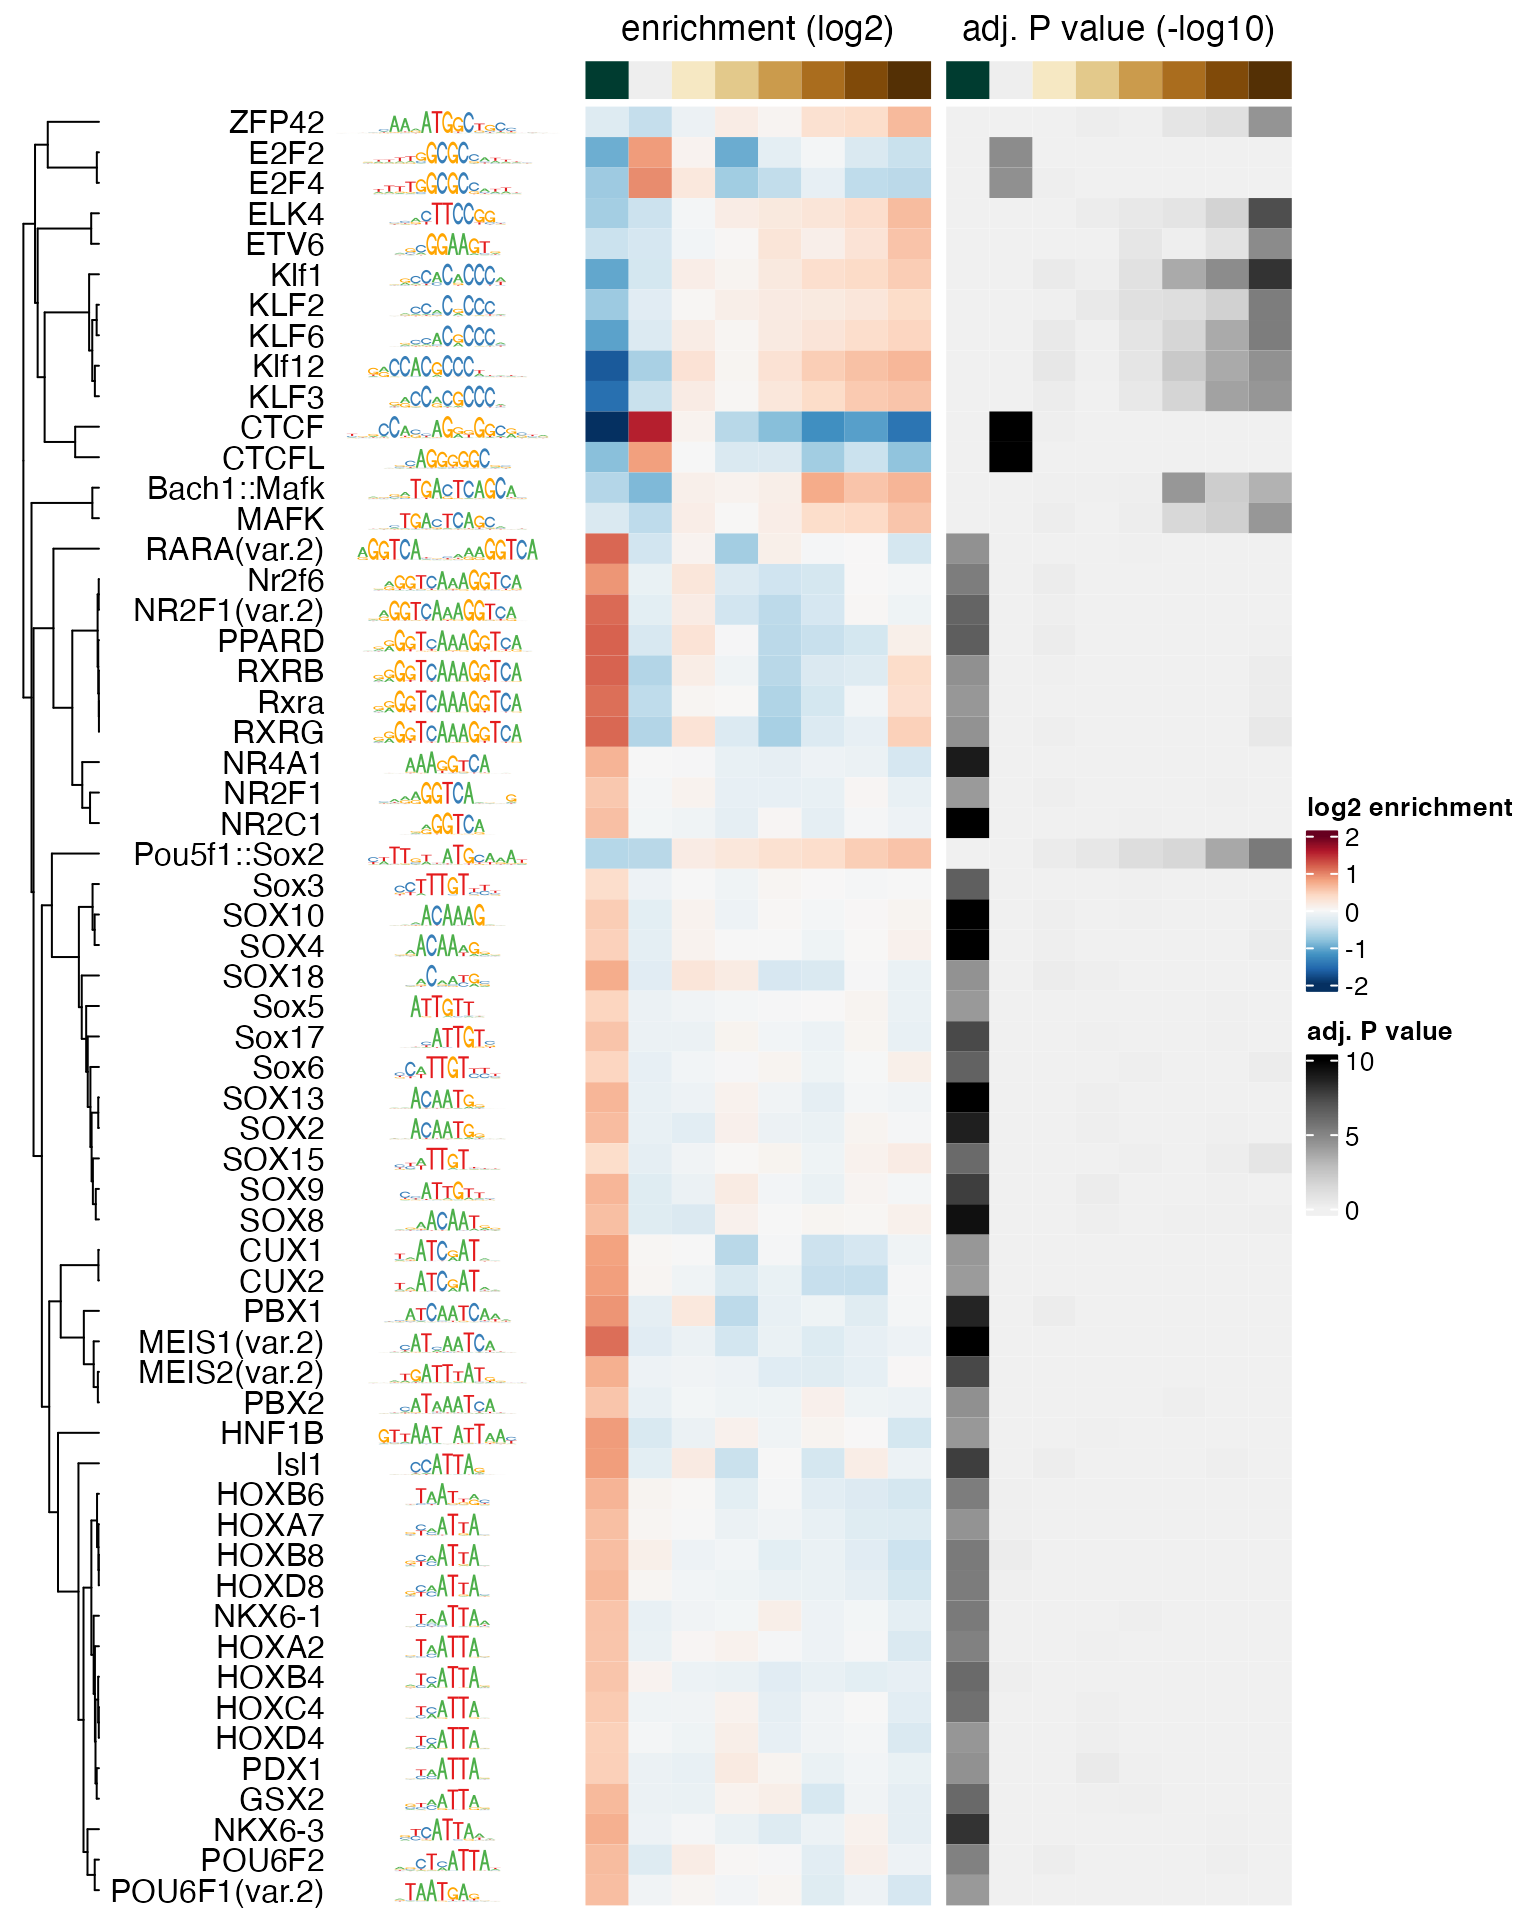 enrichment (log2) adj. P value (-log10)
ZFP42
E2F2
E2F4
ELK4
ETV6
Klf1
KLF2
KLF6
Klf12
KLF3
CTCF
CTCFL
Bach1::Mafk
MAFK
RARA(var.2)
Nr2f6
NR2F1(var.2)
PPARD
RXRB
Rxra
RXRG
NR4A1
NR2F1
NR2C1
Pou5f1::Sox2
Sox3
SOX10
SOX4
SOX18
Sox5
Sox17
Sox6
SOX13
SOX2
SOX15
SOX9
SOX8
CUX1
CUX2
PBX1
MEIS1(var.2)
MEIS2(var.2)
PBX2
HNF1B
Isl1
HOXB6
HOXA7
HOXB8
HOXD8
NKX6-1
HOXA2
HOXB4
HOXC4
HOXD4
PDX1
GSX2
NKX6-3
POU6F2
POU6F1(var.2)
log2 enrichment
2
1
0
-1
-2
adj. P value
10
5
0